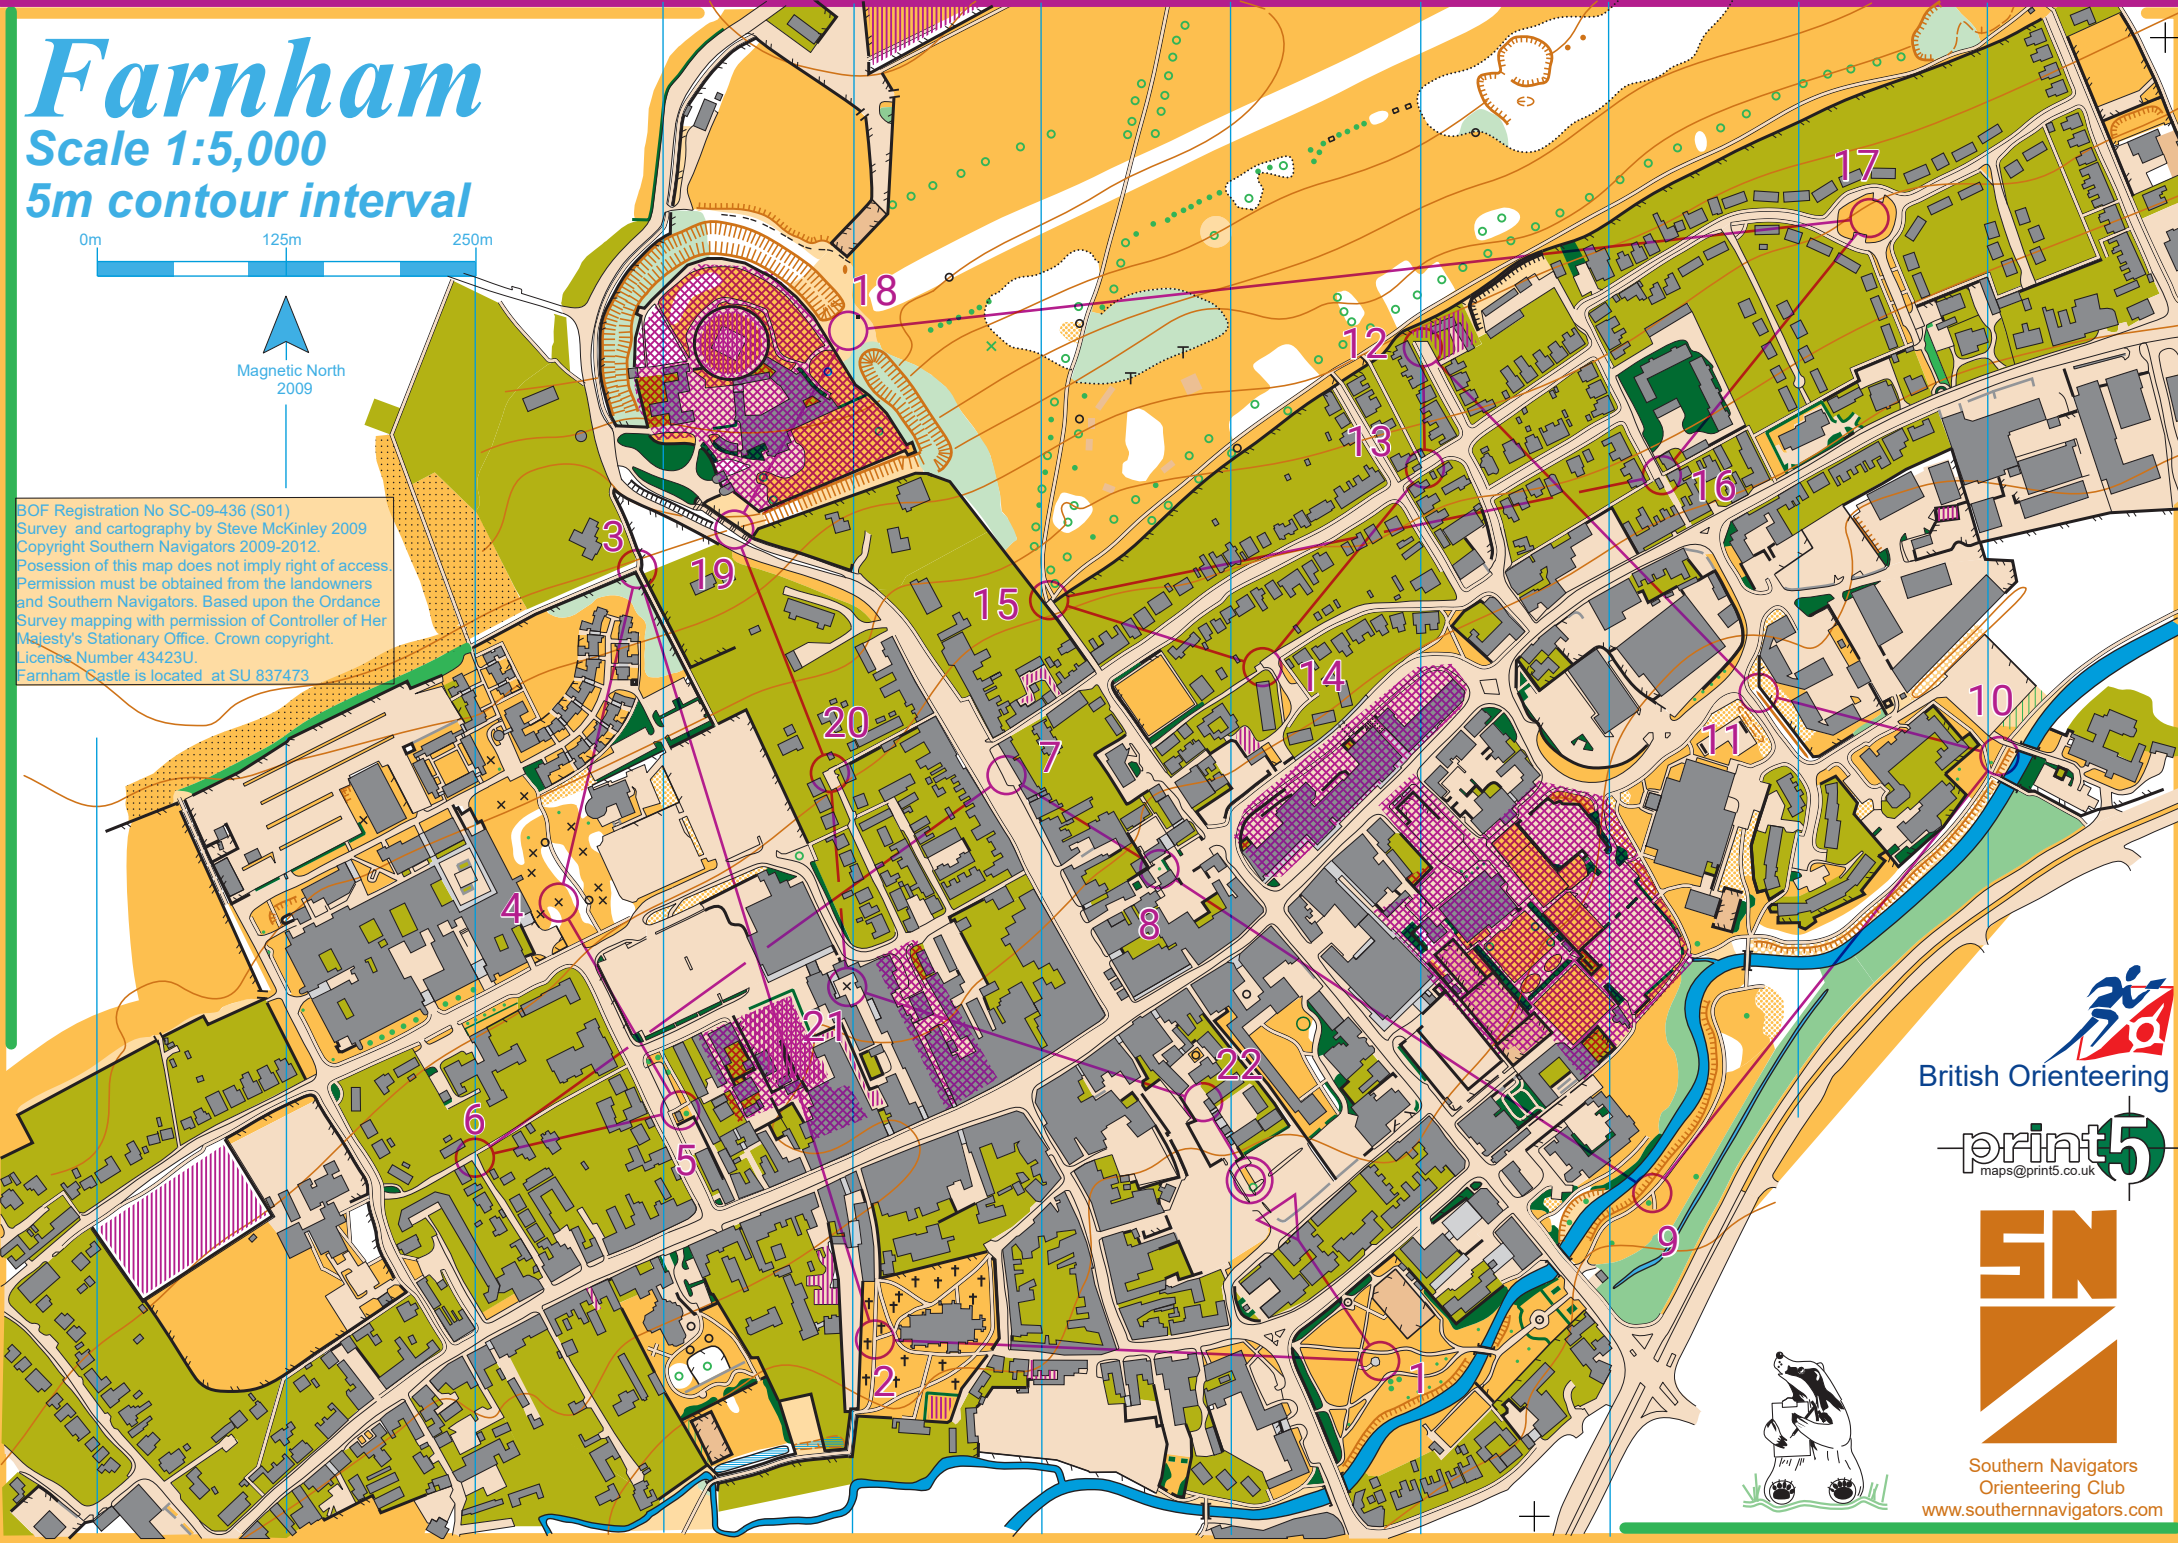 Farnham
Scale 1:5,000
5m contour interval
0m 125m 250m
Magnetic North
2009
BOF Registration No SC-09-436 (S01)
Survey and cartography by Steve McKinley 2009
Copyright Southern Navigators 2009-2012.
Posession of this map does not imply right of access.
Permission must be obtained from the landowners
and Southern Navigators. Based upon the Ordance
Survey mapping with permission of Controller of Her
Majesty's Stationary Office. Crown copyright.
License Number 43423U.
Farnham Castle is located at SU 837473
17
18
12
13
16
3
19
15
14
20
10
7
11
4
8
21
22
6
5
9
1
2
British Orienteering
print5
maps@print5.co.uk
SN
Southern Navigators
Orienteering Club
www.southernnavigators.com